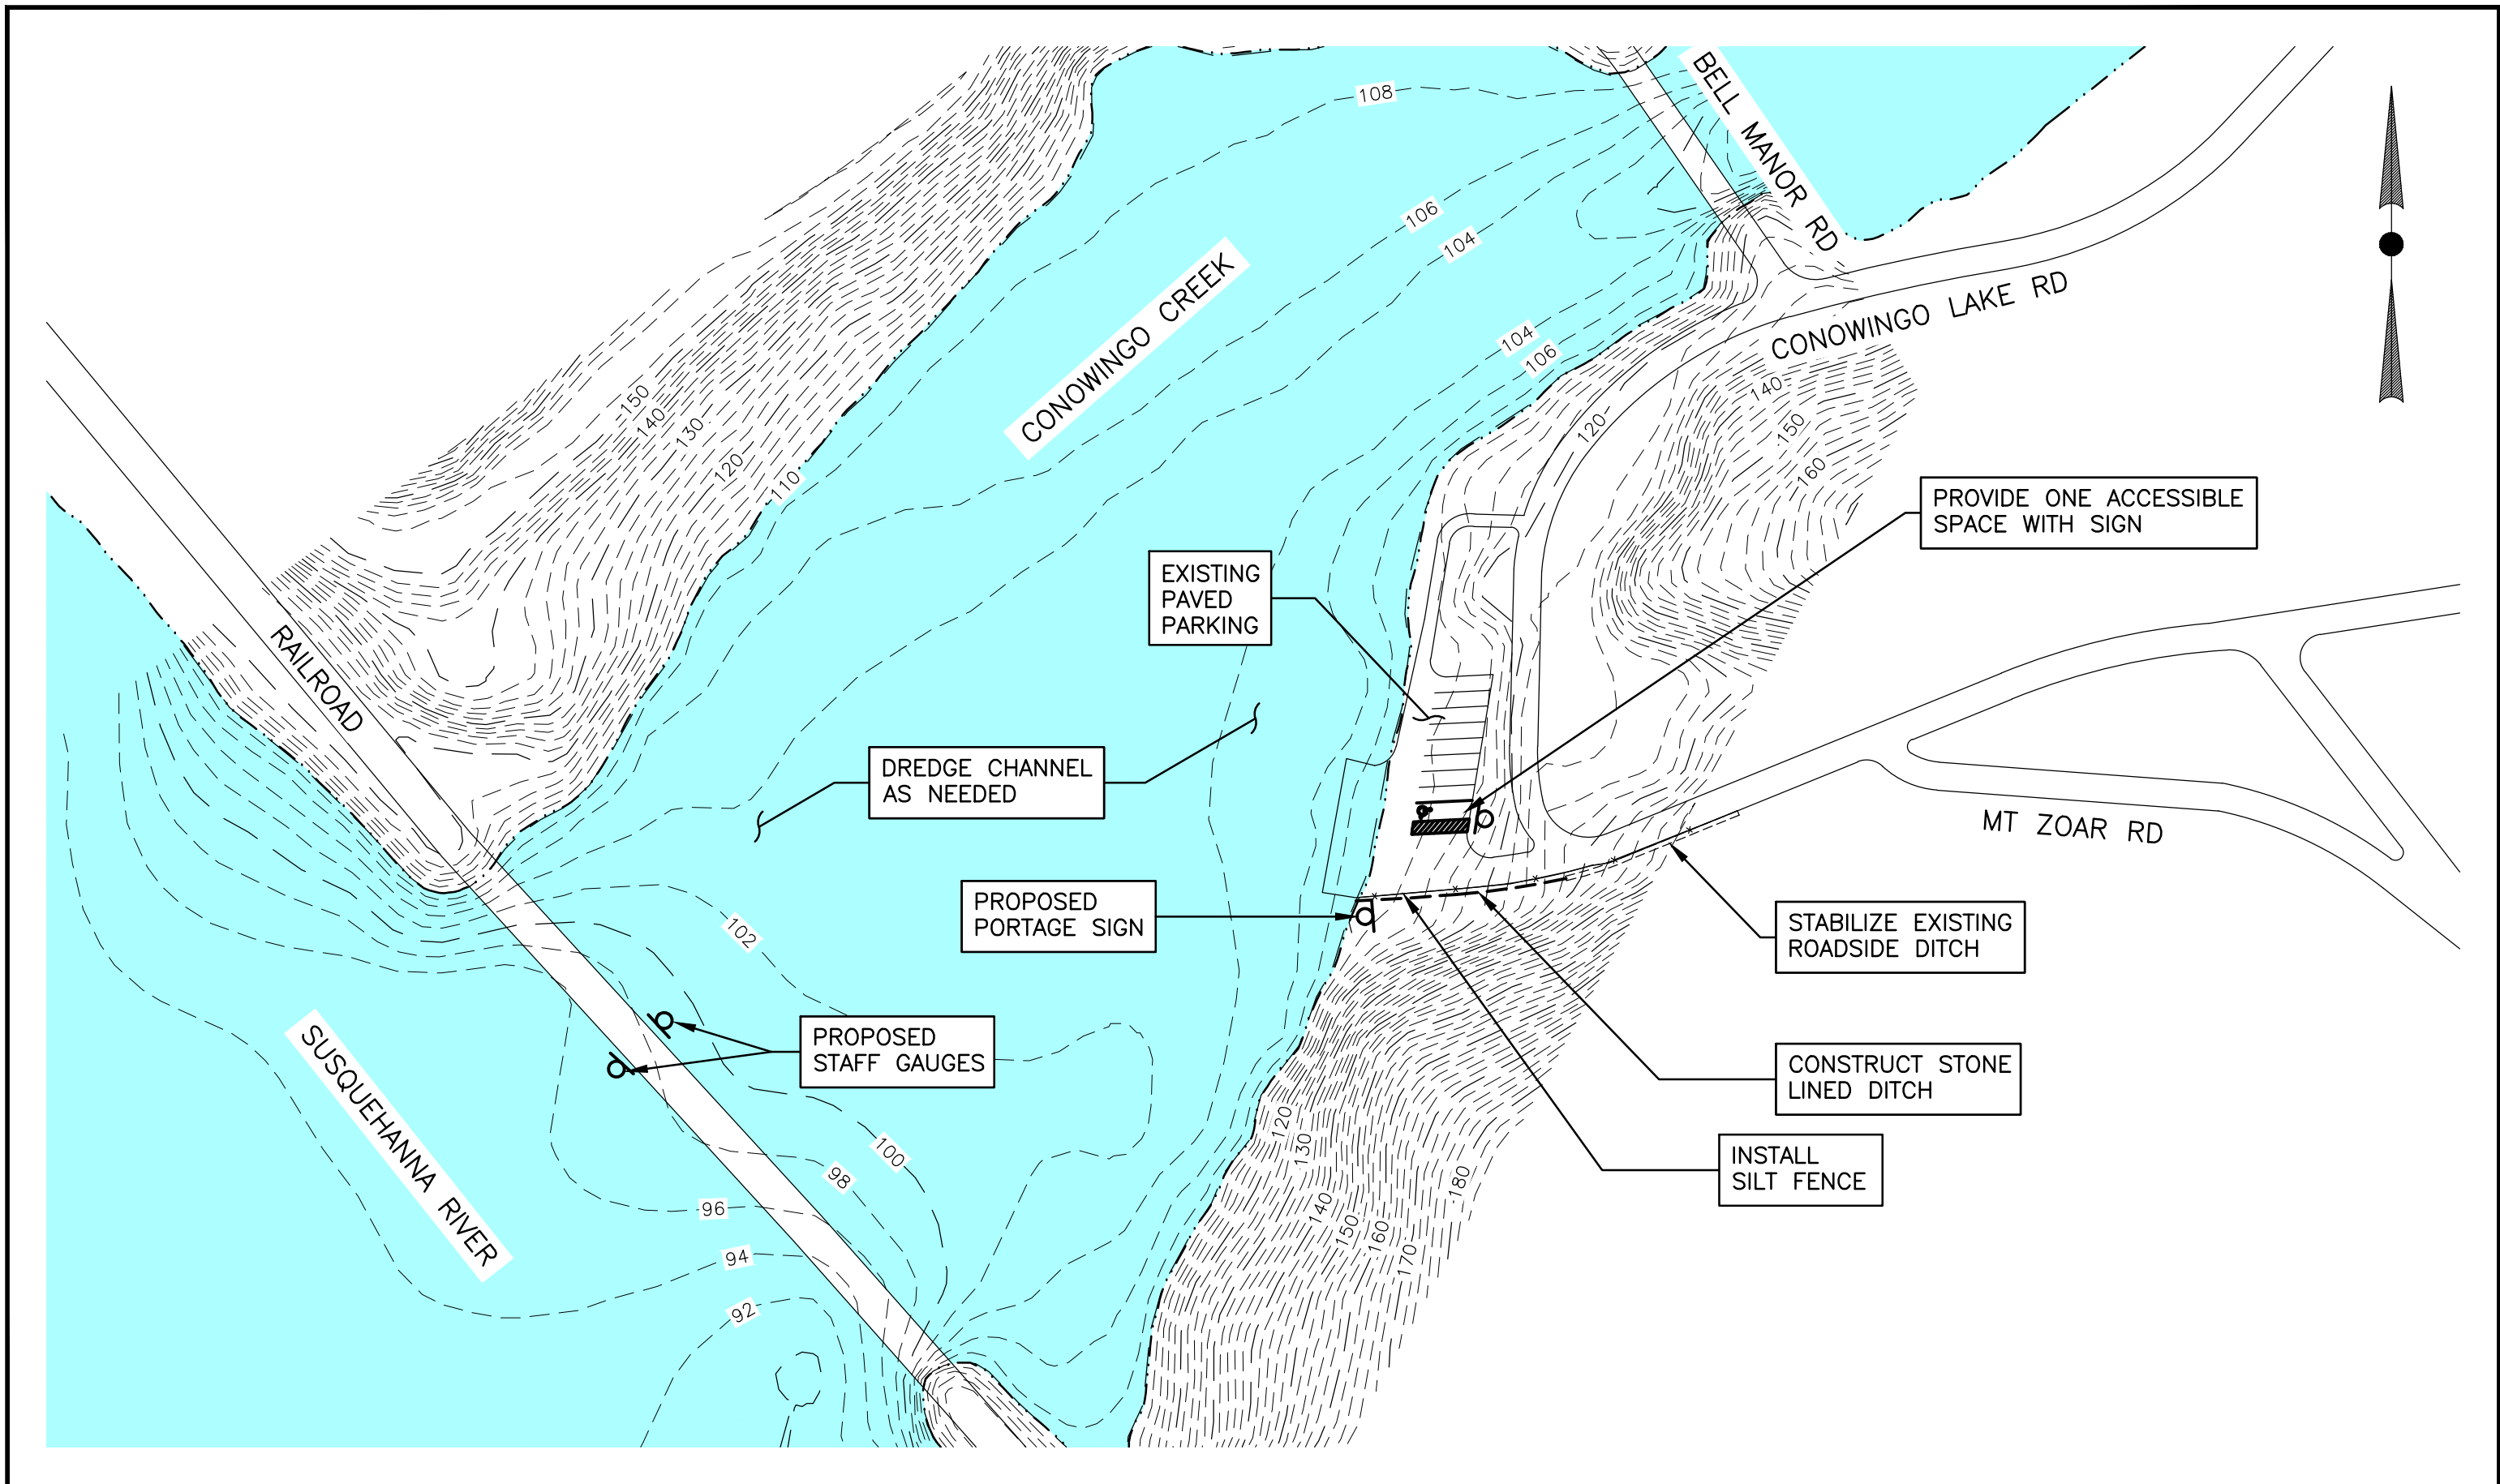 108
BELL MANOR RD
106
104
CONOWINGO CREEK
CONOWINGO LAKE RD
104
106
140
150
140
130
120
110
120
150
160
PROVIDE ONE ACCESSIBLE
SPACE WITH SIGN
EXISTING
PAVED
PARKING
RAILROAD
DREDGE CHANNEL
AS NEEDED
MT ZOAR RD
PROPOSED
PORTAGE SIGN
STABILIZE EXISTING
ROADSIDE DITCH
102
PROPOSED
STAFF GAUGES
CONSTRUCT STONE
LINED DITCH
SUSQUEHANNA RIVER
INSTALL
SILT FENCE
100
98
96
94
92
120
130
140
150
160
170
180